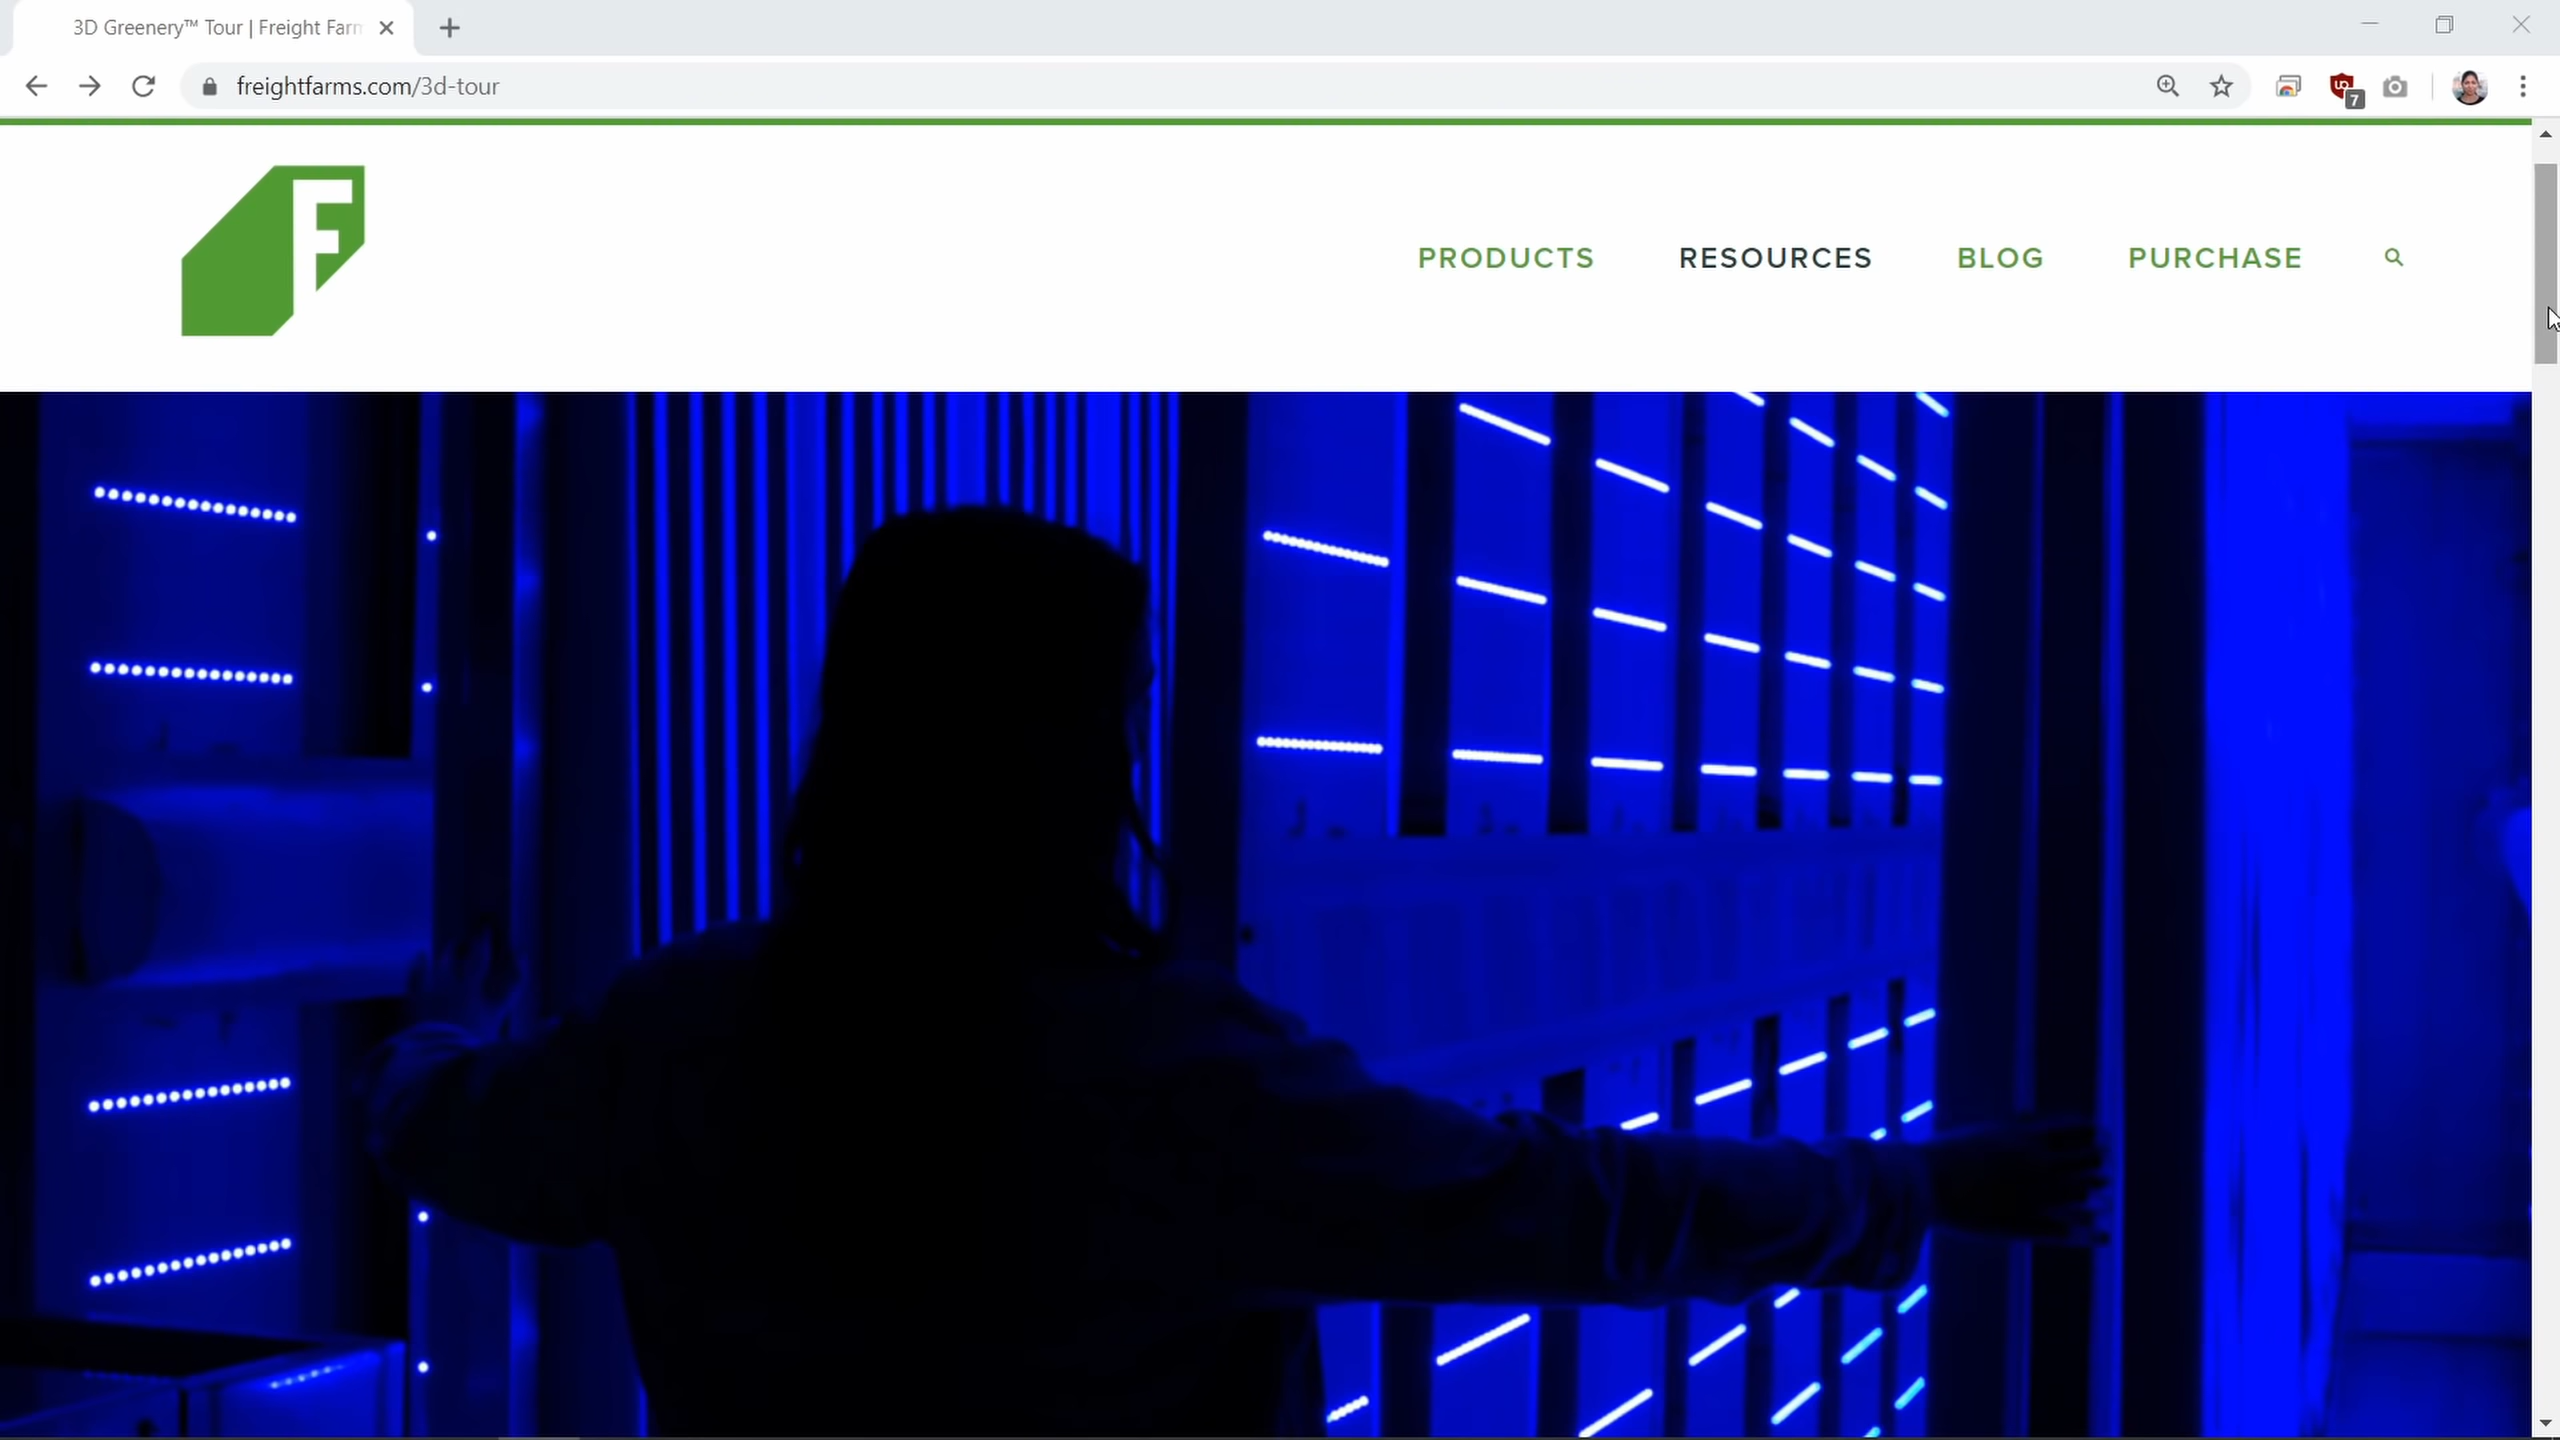 3D Greenery™ Tour | Freight Farm
freightfarms.com/3d-tour
7
F
PRODUCTS RESOURCES BLOG PURCHASE